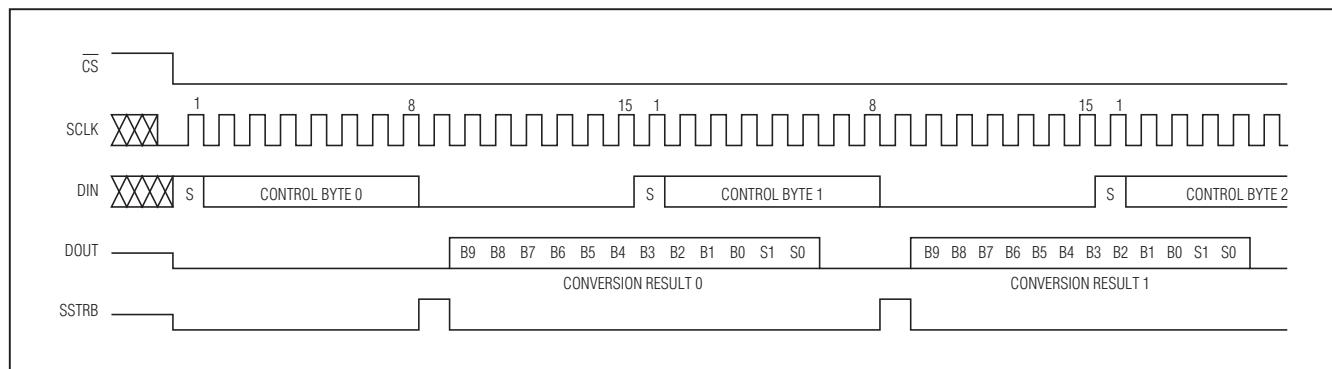 CS
1 8 15 1 8 15 1
SCLK
DIN S CONTROL BYTE 0 S CONTROL BYTE 1 S CONTROL BYTE 2
DOUT B9 B8 B7 B6 B5 B4 B3 B2 B1 B0 S1 S0 B9 B8 B7 B6 B5 B4 B3 B2 B1 B0 S1 S0
CONVERSION RESULT 0 CONVERSION RESULT 1
SSTRB